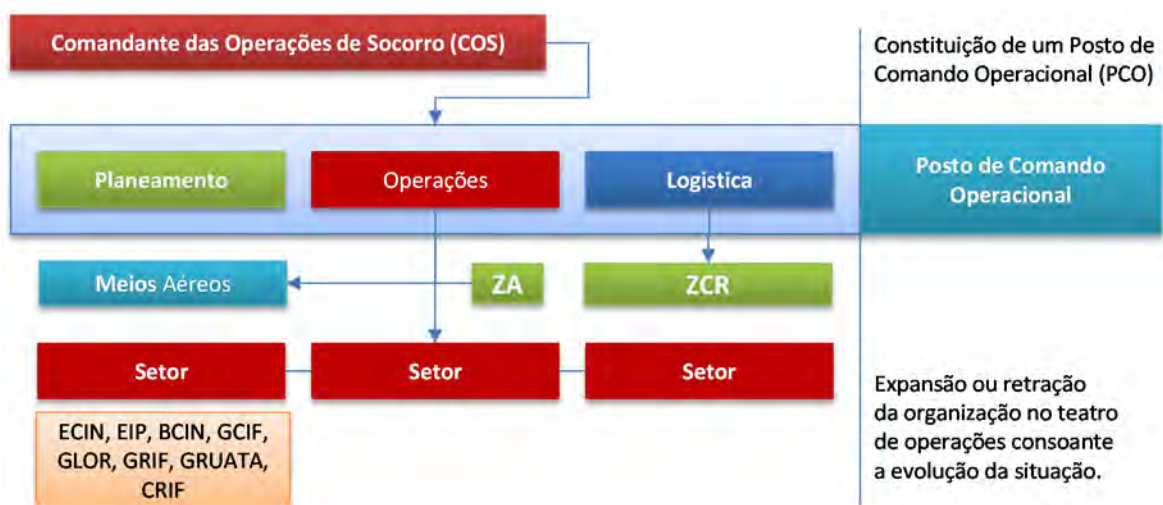 Comandante das Operações de Socorro (COS)
Constituição de um Posto de
Comando Operacional (PCO)
Planeamento
Operações
Logística
Posto de Comando
Operacional
Meios Aéreos
ZA
ZCR
Setor
Setor
Setor
ECIN, EIP, BCIN, GCIF,
GLOR, GRIF, GRUATA,
CRIF
Expansão ou retração
da organização no teatro
de operações consoante
a evolução da situação.